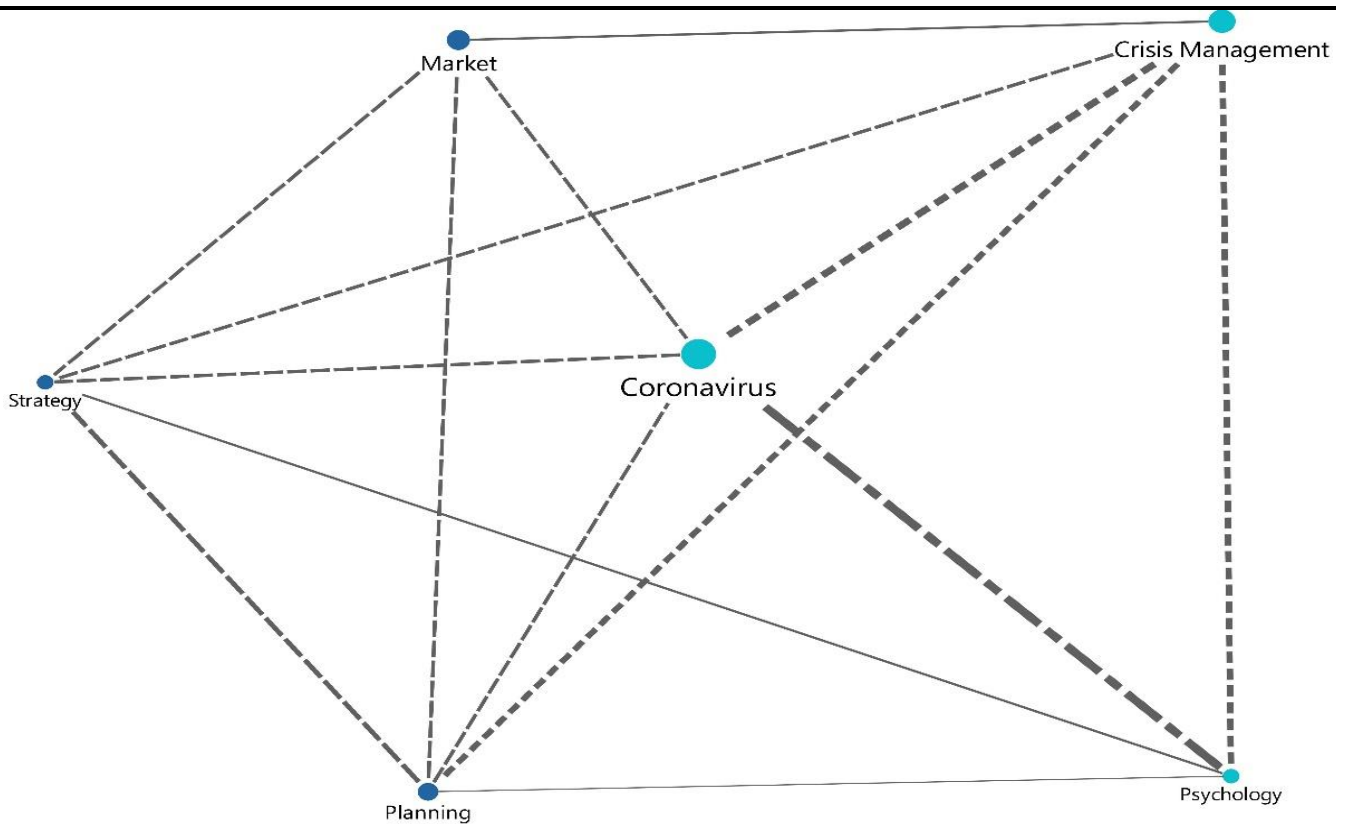 Market
Crisis Management
Strategy
Coronavirus
Planning
Psychology